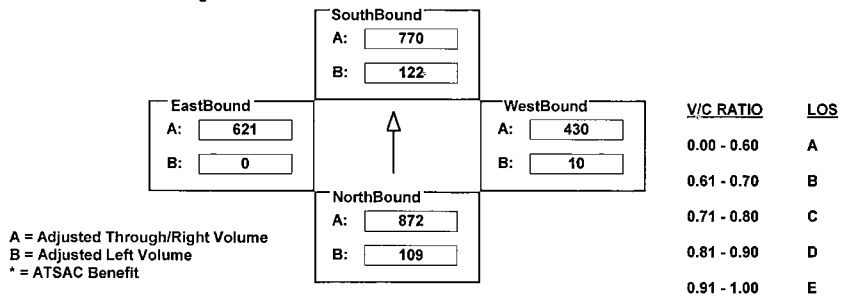 SouthBound
A: 770
B: 122
EastBound
A: 621
B: 0
WestBound
A: 430
B: 10
NorthBound
A: 872
B: 109
A = Adjusted Through/Right Volume
B = Adjusted Left Volume
* = ATSAC Benefit
V/C RATIO LOS
0.00 - 0.60 A
0.61 - 0.70 B
0.71 - 0.80 C
0.81 - 0.90 D
0.91 - 1.00 E